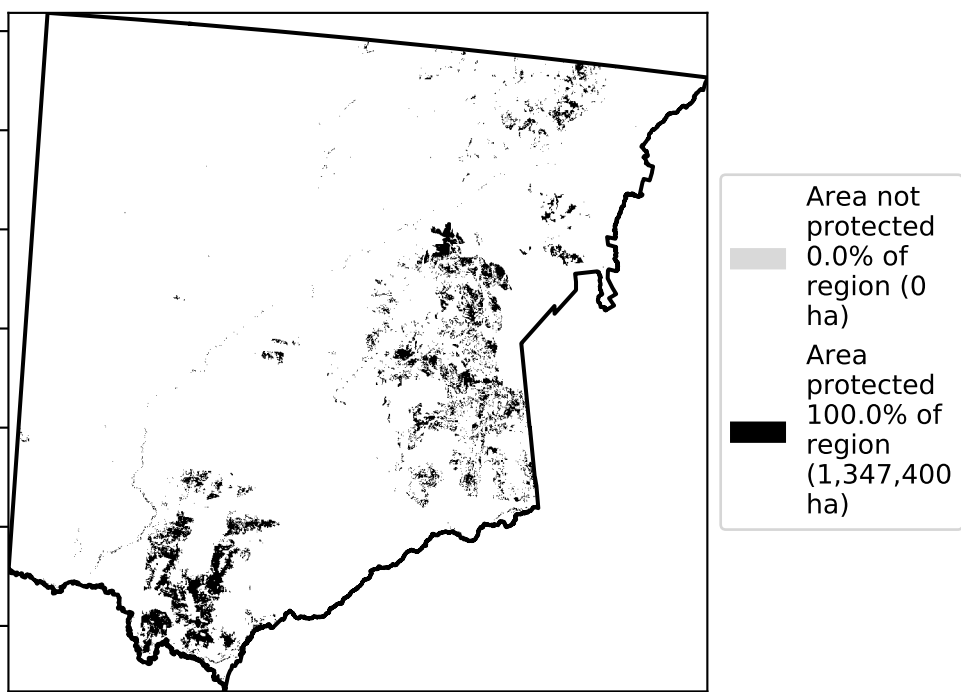 Area not
protected
0.0% of
region (0
ha)
Area
protected
100.0% of
region
(1,347,400
ha)